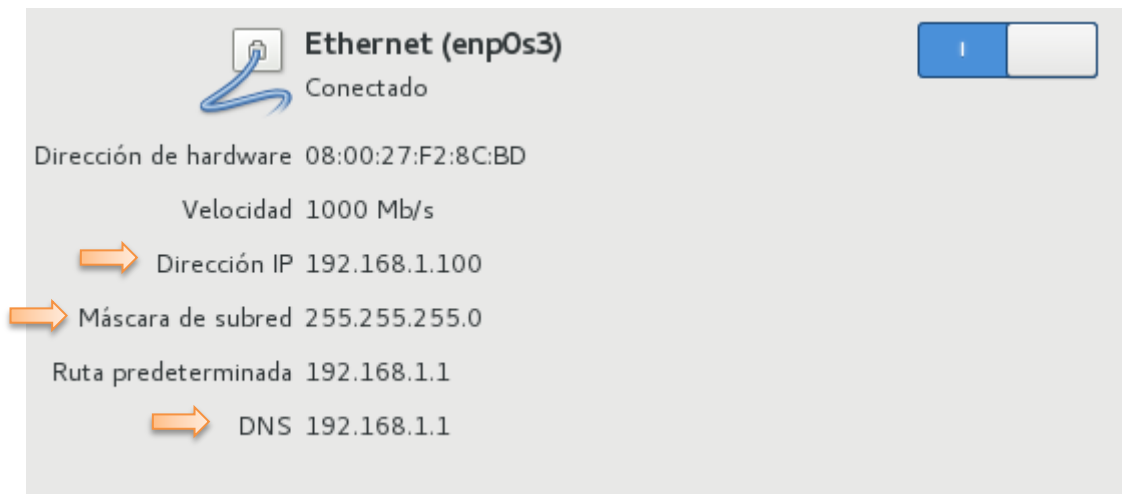 Ethernet (enp0s3)
Conectado
Dirección de hardware 08:00:27:F2:8C:BD
Velocidad 1000 Mb/s
Dirección IP 192.168.1.100
Máscara de subred 255.255.255.0
Ruta predeterminada 192.168.1.1
DNS 192.168.1.1